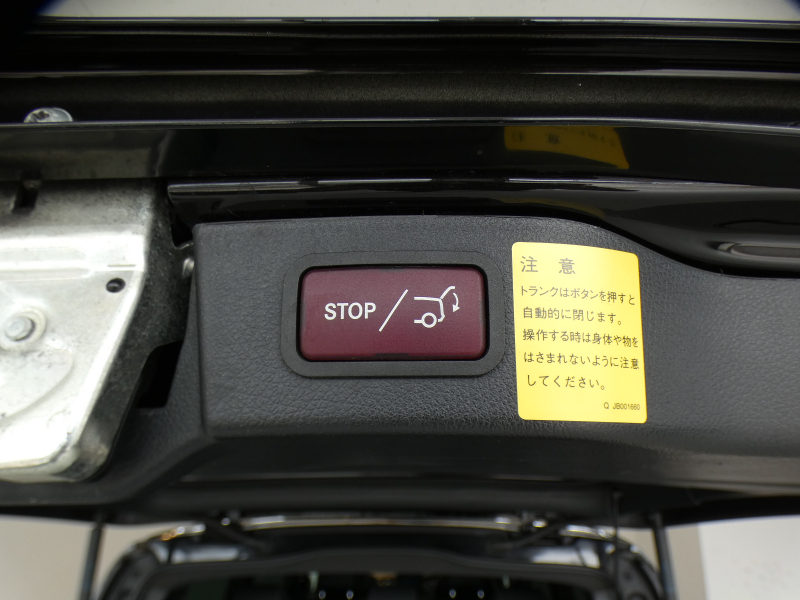 STOP/
注 意
トランクはボタンを押すと
自動的に閉じます。
操作する時は身体や物を
はさまれないように注意
してください。
Q JB001660